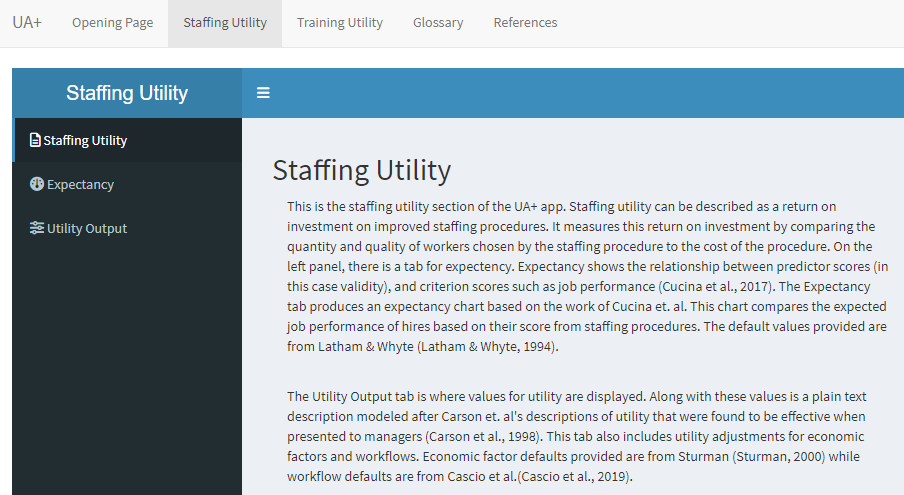 UA+ Opening Page Staffing Utility Training Utility Glossary References
Staffing Utility
Staffing Utility
Expectancy
Utility Output
Staffing Utility
This is the staffing utility section of the UA+ app. Staffing utility can be described as a return on
investment on improved staffing procedures. It measures this return on investment by comparing the
quantity and quality of workers chosen by the staffing procedure to the cost of the procedure. On the
left panel, there is a tab for expectency. Expectancy shows the relationship between predictor scores (in
this case validity), and criterion scores such as job performance (Cucina et al., 2017). The Expectancy
tab produces an expectancy chart based on the work of Cucina et. al. This chart compares the expected
job performance of hires based on their score from staffing procedures. The default values provided are
from Latham & Whyte (Latham & Whyte, 1994).
The Utility Output tab is where values for utility are displayed. Along with these values is a plain text
description modeled after Carson et. al's descriptions of utility that were found to be effective when
presented to managers (Carson et al., 1998). This tab also includes utility adjustments for economic
factors and workflows. Economic factor defaults provided are from Sturman (Sturman, 2000) while
workflow defaults are from Cascio et al.(Cascio et al., 2019).